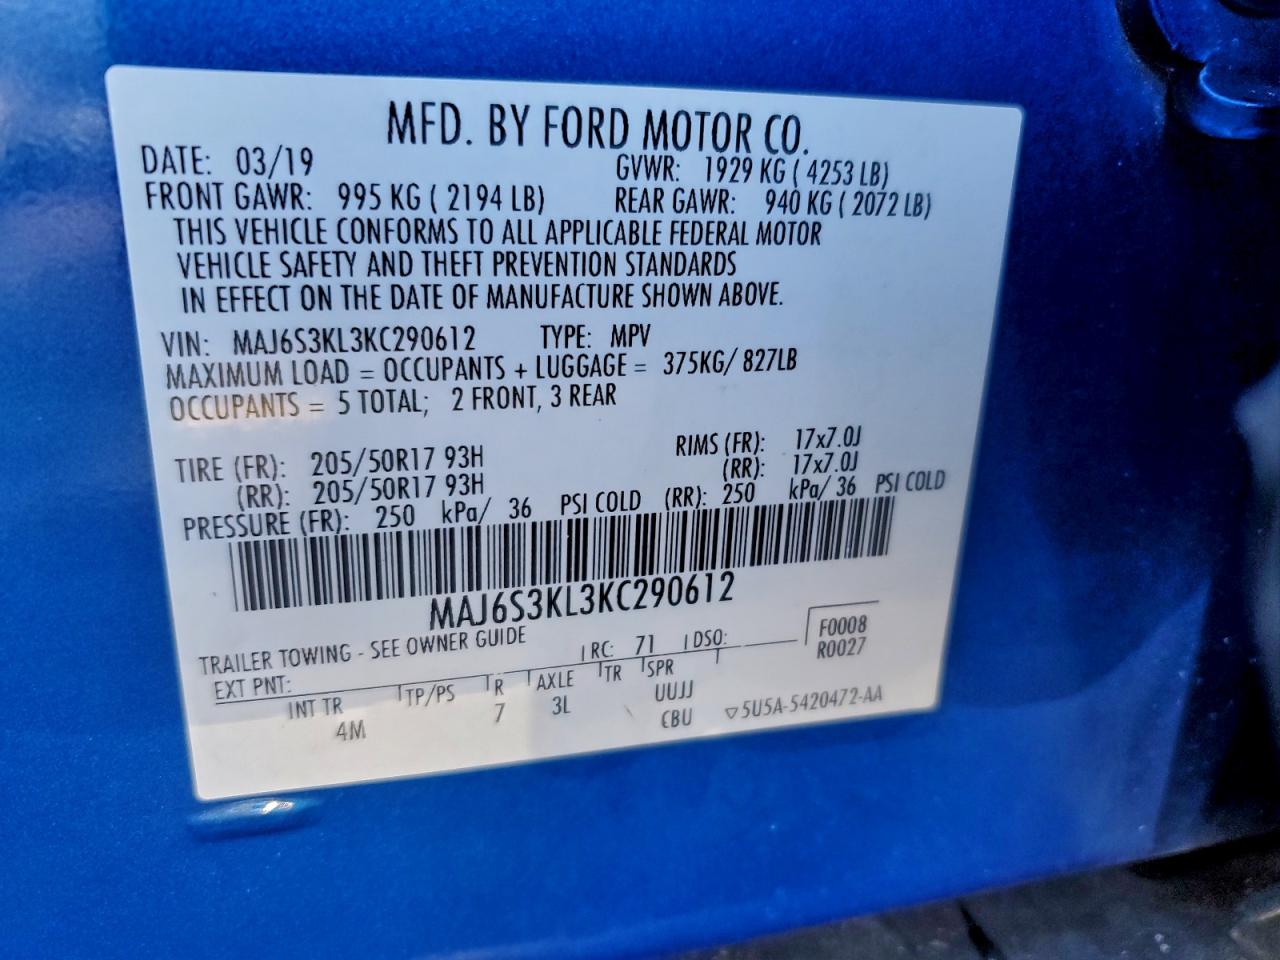 MFD. BY FORD MOTOR CO.
DATE: 03/19 GVWR: 1929 KG ( 4253 LB)
FRONT GAWR: 995 KG ( 2194 LB) REAR GAWR: 940 KG ( 2072 LB)
THIS VEHICLE CONFORMS TO ALL APPLICABLE FEDERAL MOTOR
VEHICLE SAFETY AND THEFT PREVENTION STANDARDS
IN EFFECT ON THE DATE OF MANUFACTURE SHOWN ABOVE.
VIN: MAJ6S3KL3KC290612 TYPE: MPV
MAXIMUM LOAD = OCCUPANTS + LUGGAGE = 375KG/ 827LB
OCCUPANTS = 5 TOTAL; 2 FRONT, 3 REAR
TIRE (FR): 205/50R17 93H RIMS (FR): 17x7.0J
(RR): 205/50R17 93H (RR): 17x7.0J
PRESSURE (FR): 250 kPa/ 36 PSI COLD (RR): 250 kPa/ 36 PSI COLD
MAJ6S3KL3KC290612
TRAILER TOWING - SEE OWNER GUIDE
EXT PNT: RC: 71 DSO: F0008
R0027
INT TR TP/PS R AXLE TR SPR
4M 7 3L UUJJ
CBU ▽5U5A-5420472-AA